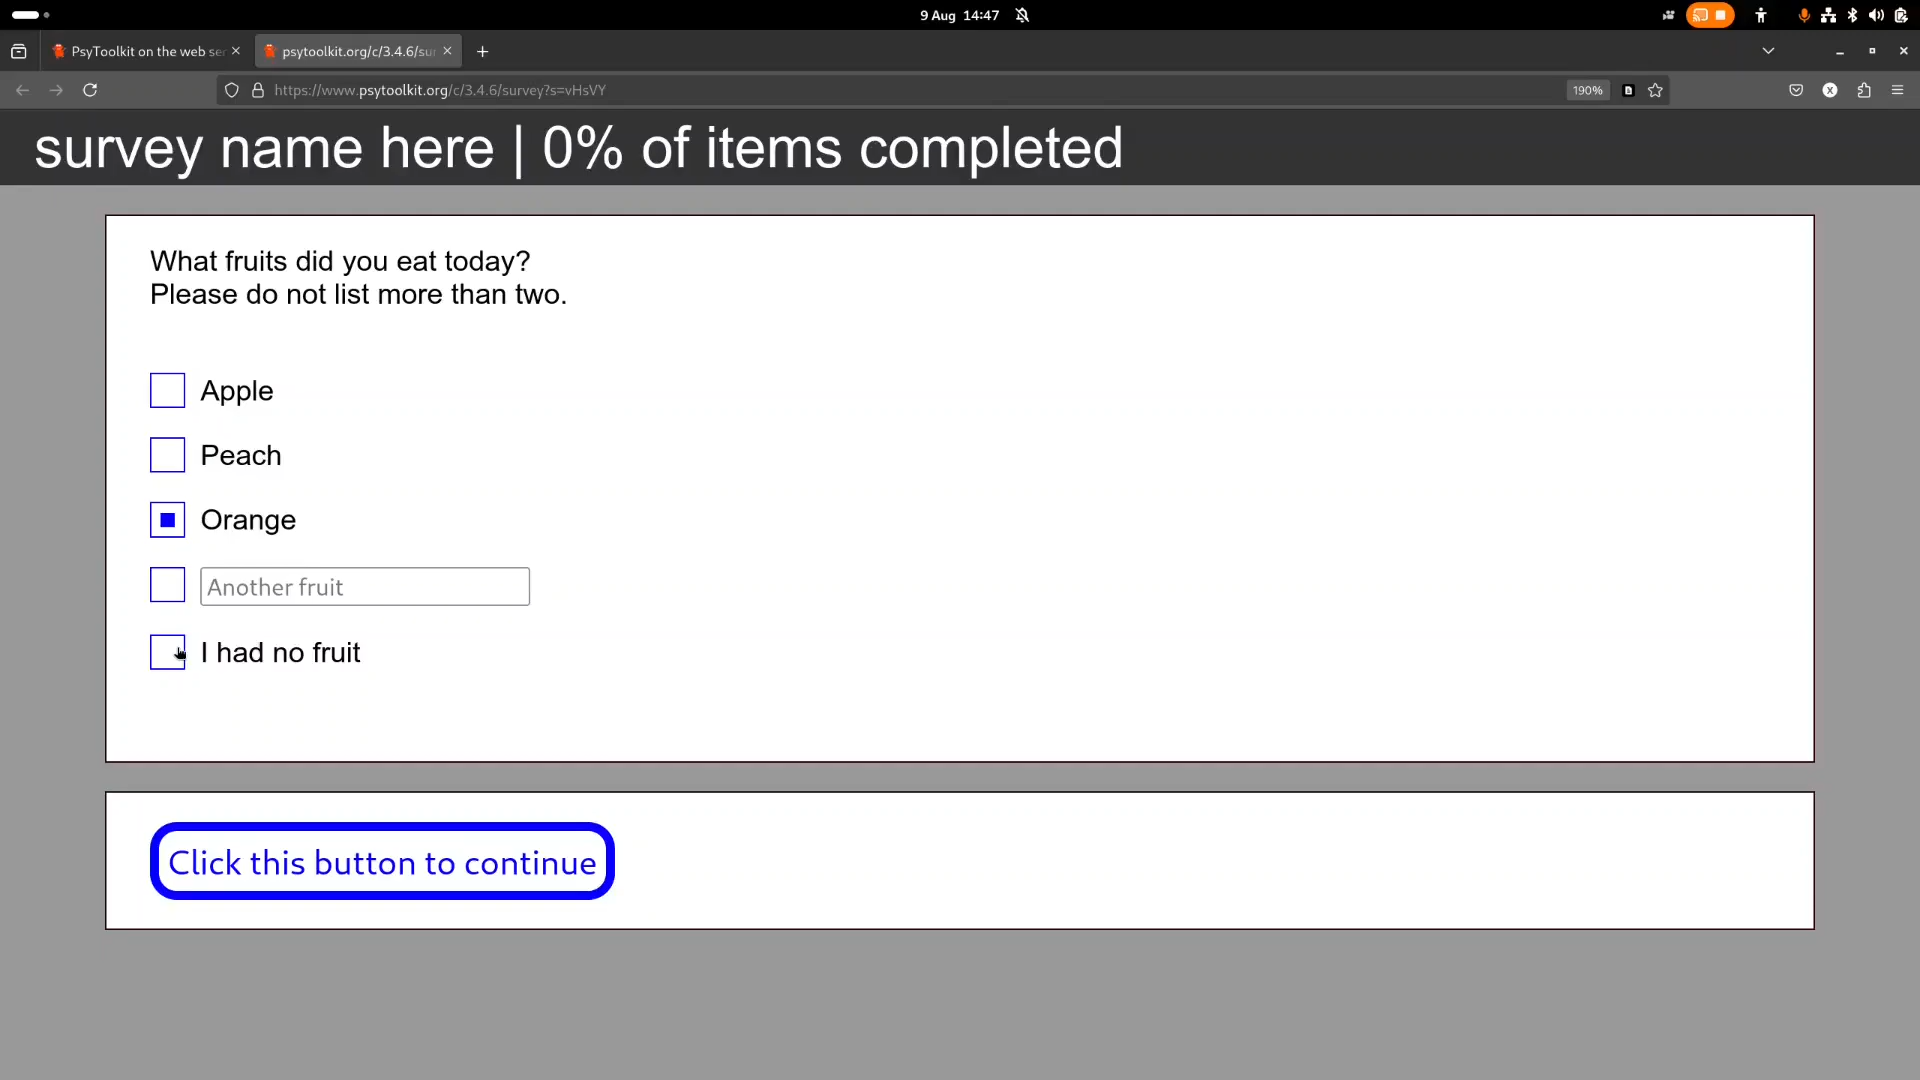 9 Aug 14:47
PsyToolkit on the web ser
psytoolkit.org/c/3.4.6/sur
https://www.psytoolkit.org/c/3.4.6/survey?s=vHsVY
190%
survey name here | 0% of items completed
What fruits did you eat today?
Please do not list more than two.
Apple
Peach
Orange
Another fruit
I had no fruit
Click this button to continue